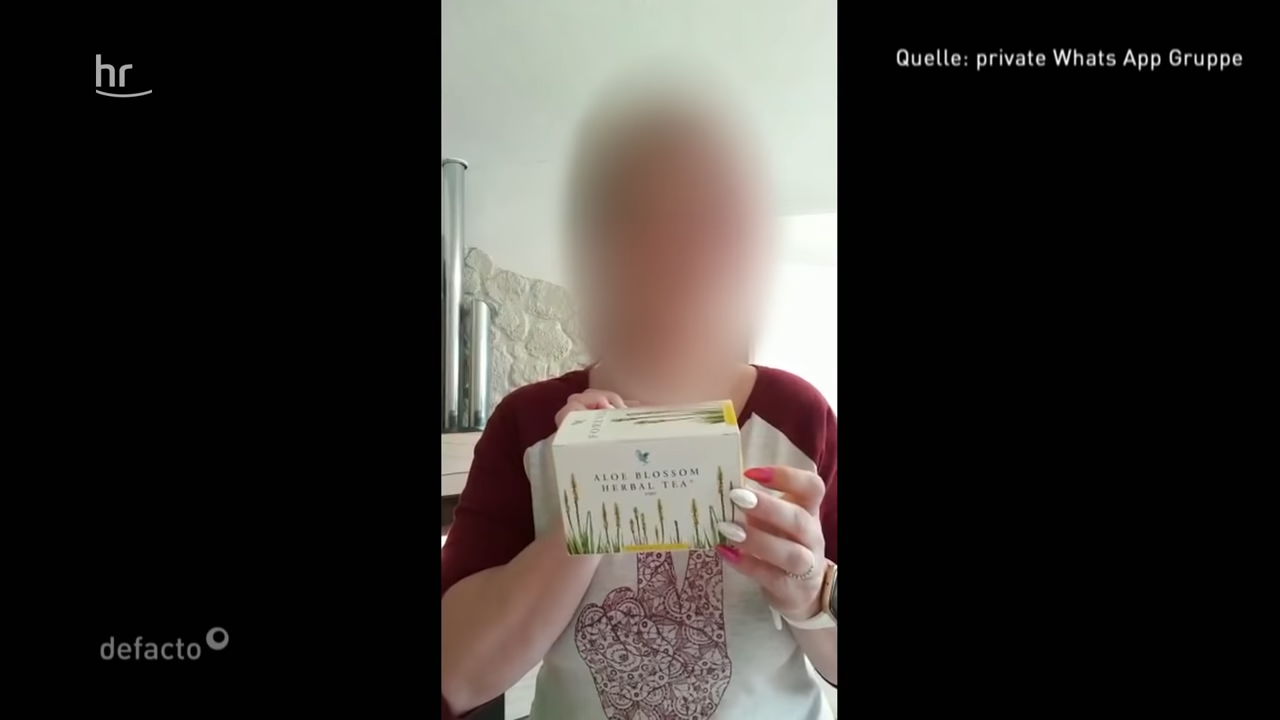 hr
Quelle: private Whats App Gruppe
ALOE BLOSSOM
HERBAL TEA®
defacto